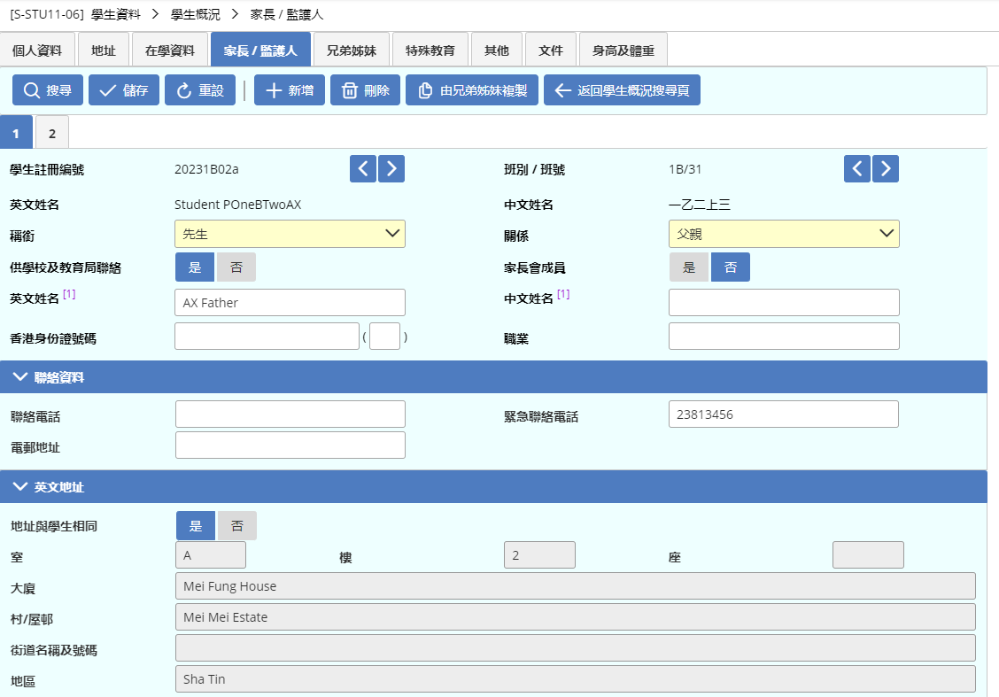 [S-STU11-06] 學生資料 > 學生概況 > 家長 / 監護人
個人資料 地址 在學資料 家長 / 監護人 兄弟姊妹 特殊教育 其他 文件 身高及體重
搜尋 儲存 重設 新增 刪除 由兄弟姊妹複製 返回學生概況搜尋頁
1 2
學生註冊編號 20231B02a 班別 / 班號 1B/31
英文姓名 Student POneBTwoAX 中文姓名 一乙二上三
稱銜 先生 關係 父親
供學校及教育局聯絡 是 否 家長會成員 是 否
英文姓名 [1] AX Father 中文姓名 [1]
香港身份證號碼 ( ) 職業
聯絡資料
聯絡電話 緊急聯絡電話 23813456
電郵地址
英文地址
地址與學生相同 是 否
室 A 樓 2 座
大廈 Mei Fung House
村/屋邨 Mei Mei Estate
街道名稱及號碼
地區 Sha Tin